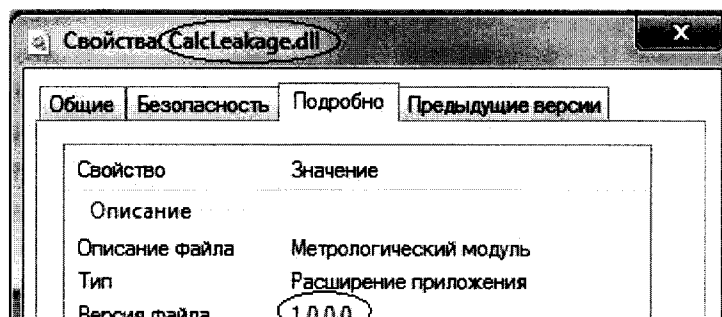 Свойства: CalcLeakage.dll
Общие Безопасность Подробно Предыдущие версии
Свойство Значение
Описание
Описание файла Метрологический модуль
Тип Расширение приложения
Версия файла 1.0.0.0